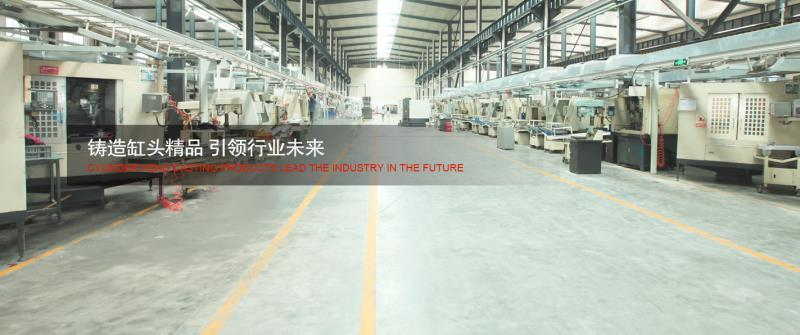 铸造缸头精品 引领行业未来
CYLINDER HEAD CASTING PRODUCTS LEAD THE INDUSTRY IN THE FUTURE